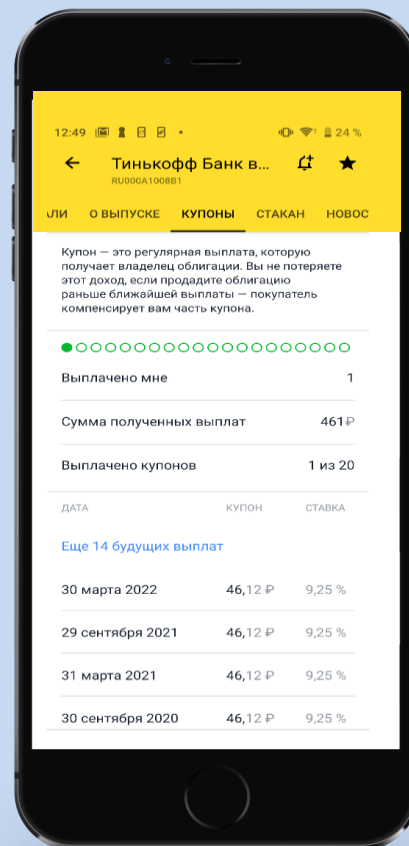 12:49 24 %
Тинькофф Банк в...
RU000A1008B1
ЛИ О ВЫПУСКЕ КУПОНЫ СТАКАН НОВОС
Купон — это регулярная выплата, которую
получает владелец облигации. Вы не потеряете
этот доход, если продадите облигацию
раньше ближайшей выплаты — покупатель
компенсирует вам часть купона.
Выплачено мне 1
Сумма полученных выплат 461₽
Выплачено купонов 1 из 20
ДАТА КУПОН СТАВКА
Еще 14 будущих выплат
30 марта 2022 46,12 ₽ 9,25 %
29 сентября 2021 46,12 ₽ 9,25 %
31 марта 2021 46,12 ₽ 9,25 %
30 сентября 2020 46,12 ₽ 9,25 %